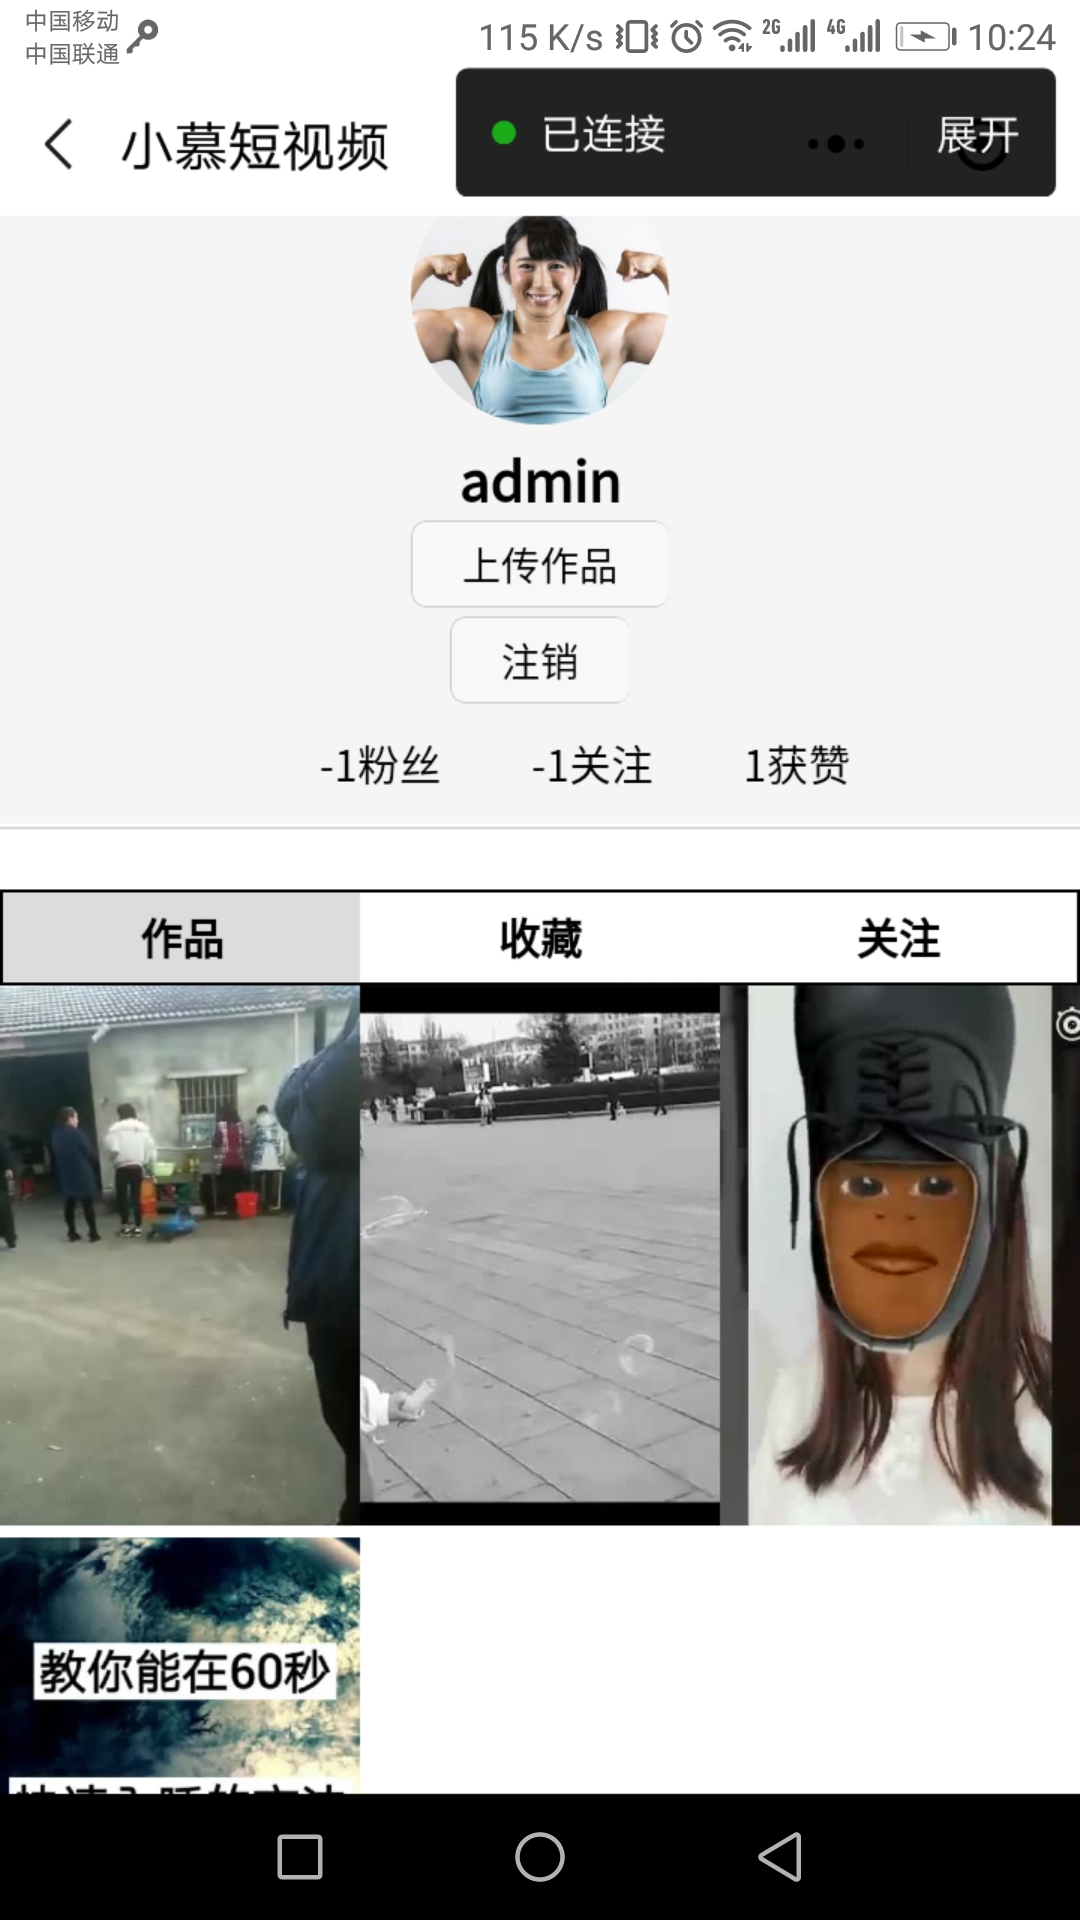 中国移动
中国联通
115 K/s 2G 4G 10:24
小慕短视频
已连接 展开
admin
上传作品
注销
-1粉丝 -1关注 1获赞
作品 收藏 关注
教你能在60秒